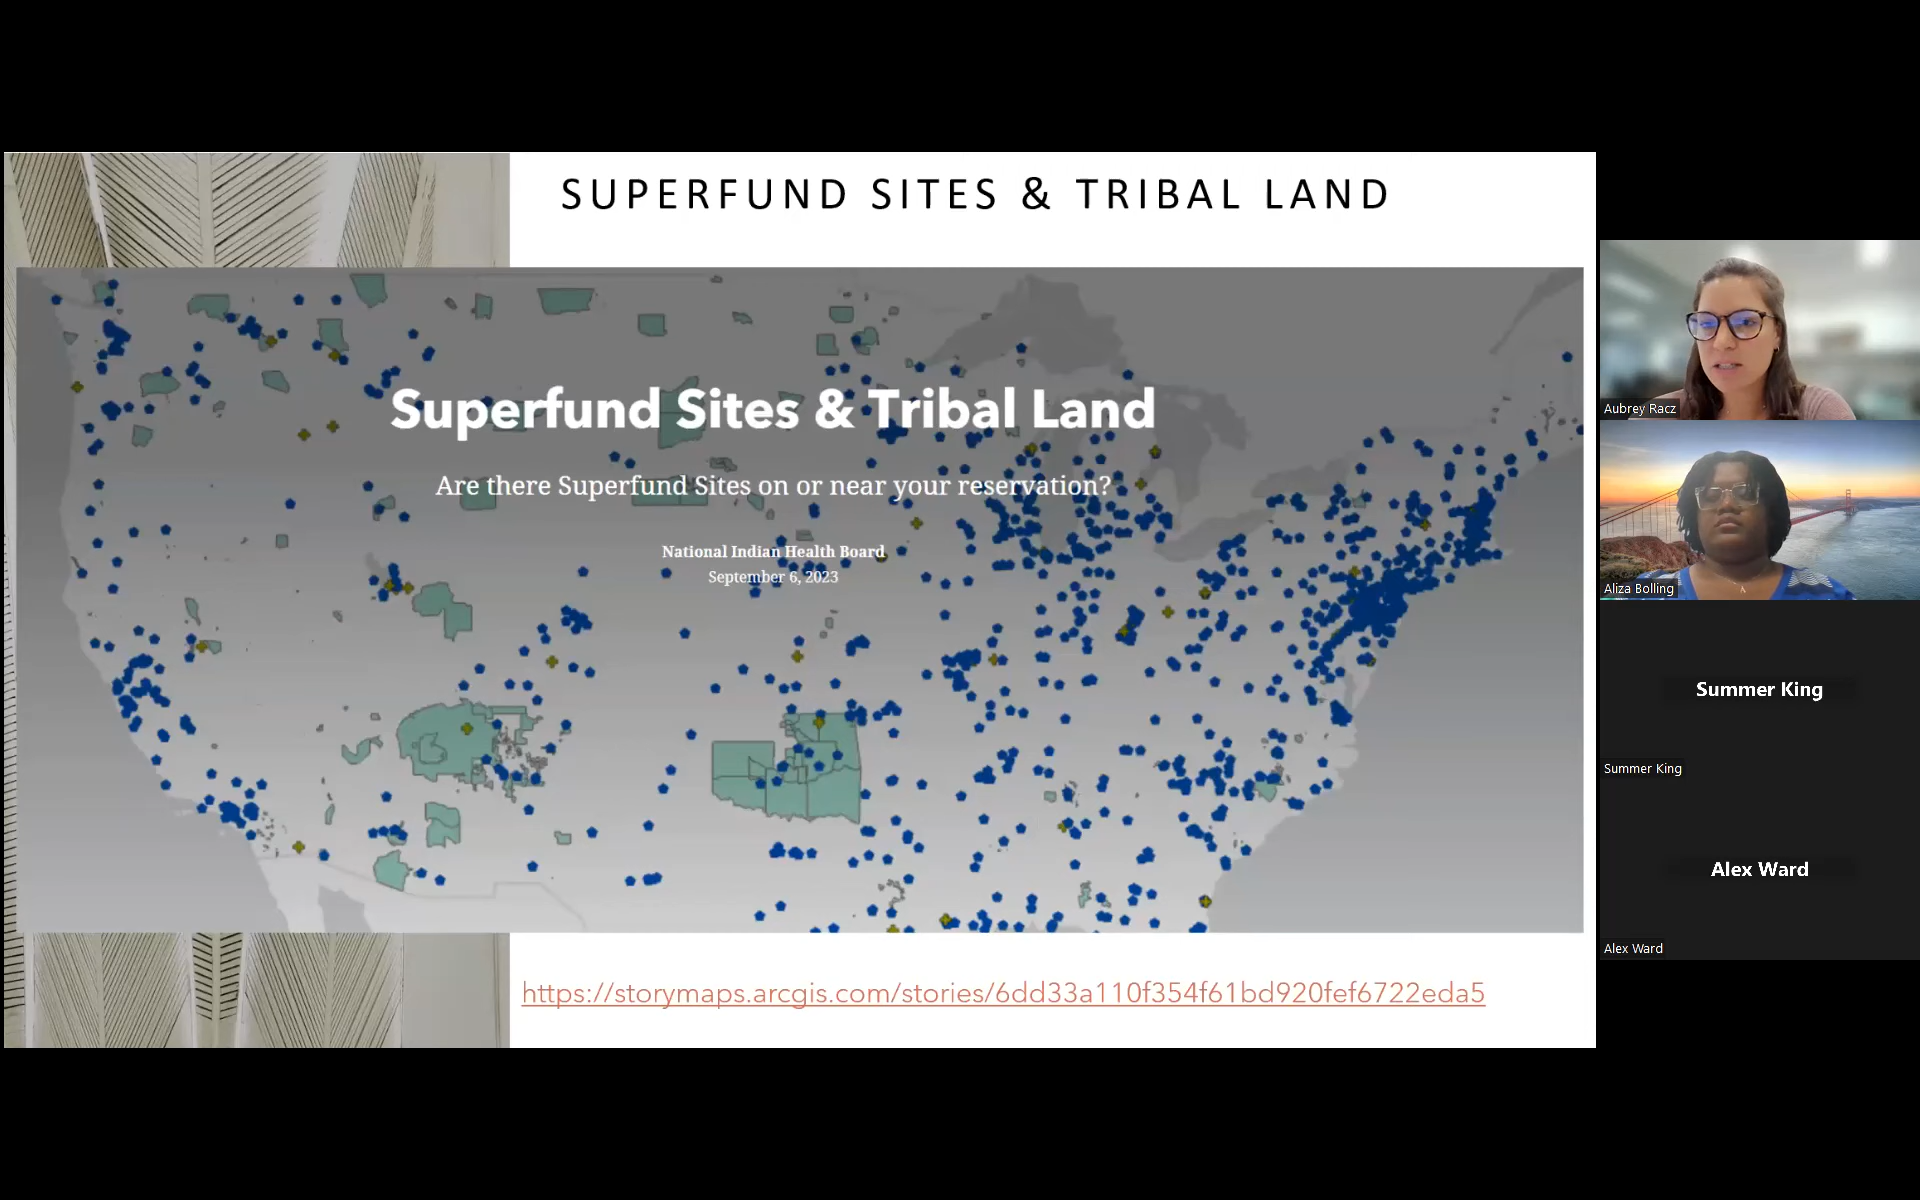 SUPERFUND SITES & TRIBAL LAND
Superfund Sites & Tribal Land
Are there Superfund Sites on or near your reservation?
National Indian Health Board
September 6, 2023
https://storymaps.arcgis.com/stories/6dd33a110f354f61bd920fef6722eda5
Aubrey Racz
Aliza Bolling
Summer King
Summer King
Alex Ward
Alex Ward